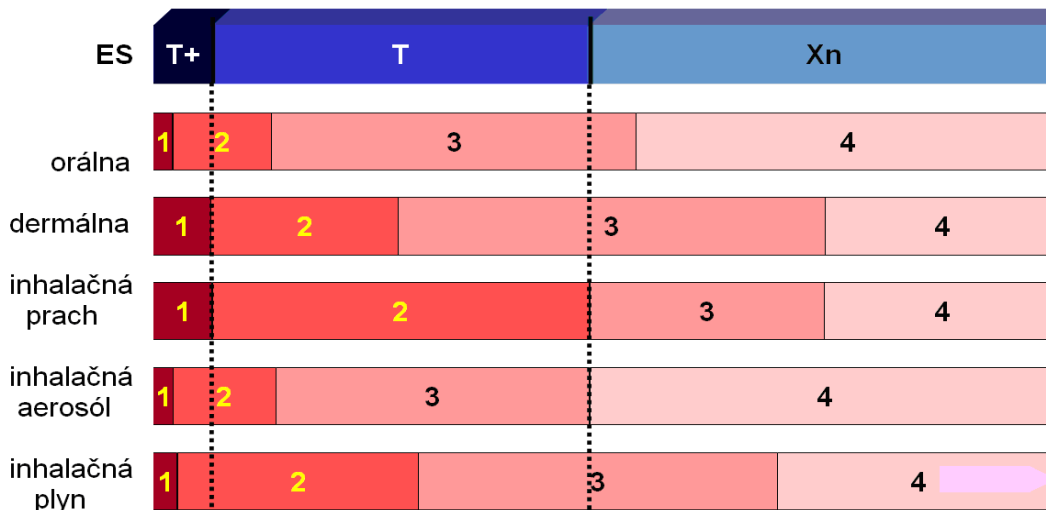 ES T+ T Xn
orálna 1 2 3 4
dermálna 1 2 3 4
inhalačná
prach 1 2 3 4
inhalačná
aerosól 1 2 3 4
inhalačná
plyn 1 2 3 4